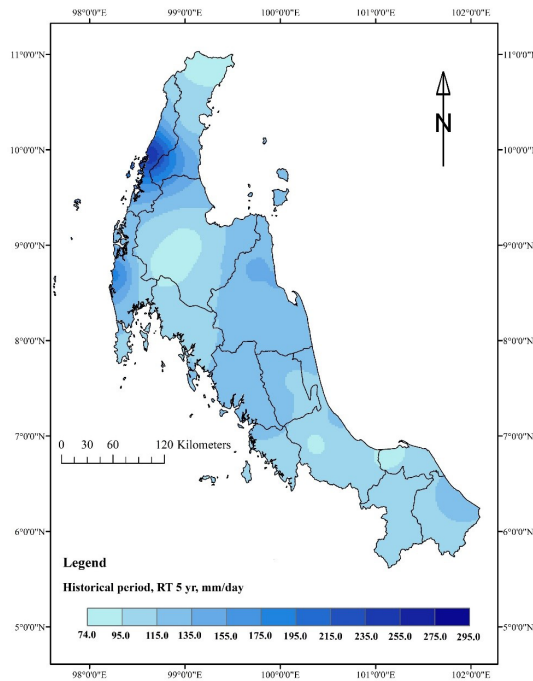 98°0'0"E 99°0'0"E 100°0'0"E 101°0'0"E 102°0'0"E
11°0'0"N 11°0'0"N
N
10°0'0"N 10°0'0"N
9°0'0"N 9°0'0"N
8°0'0"N 8°0'0"N
7°0'0"N 7°0'0"N
0 30 60 120 Kilometers
6°0'0"N 6°0'0"N
Legend
Historical period, RT 5 yr, mm/day
74.0 95.0 115.0 135.0 155.0 175.0 195.0 215.0 235.0 255.0 275.0 295.0
5°0'0"N 5°0'0"N
98°0'0"E 99°0'0"E 100°0'0"E 101°0'0"E 102°0'0"E